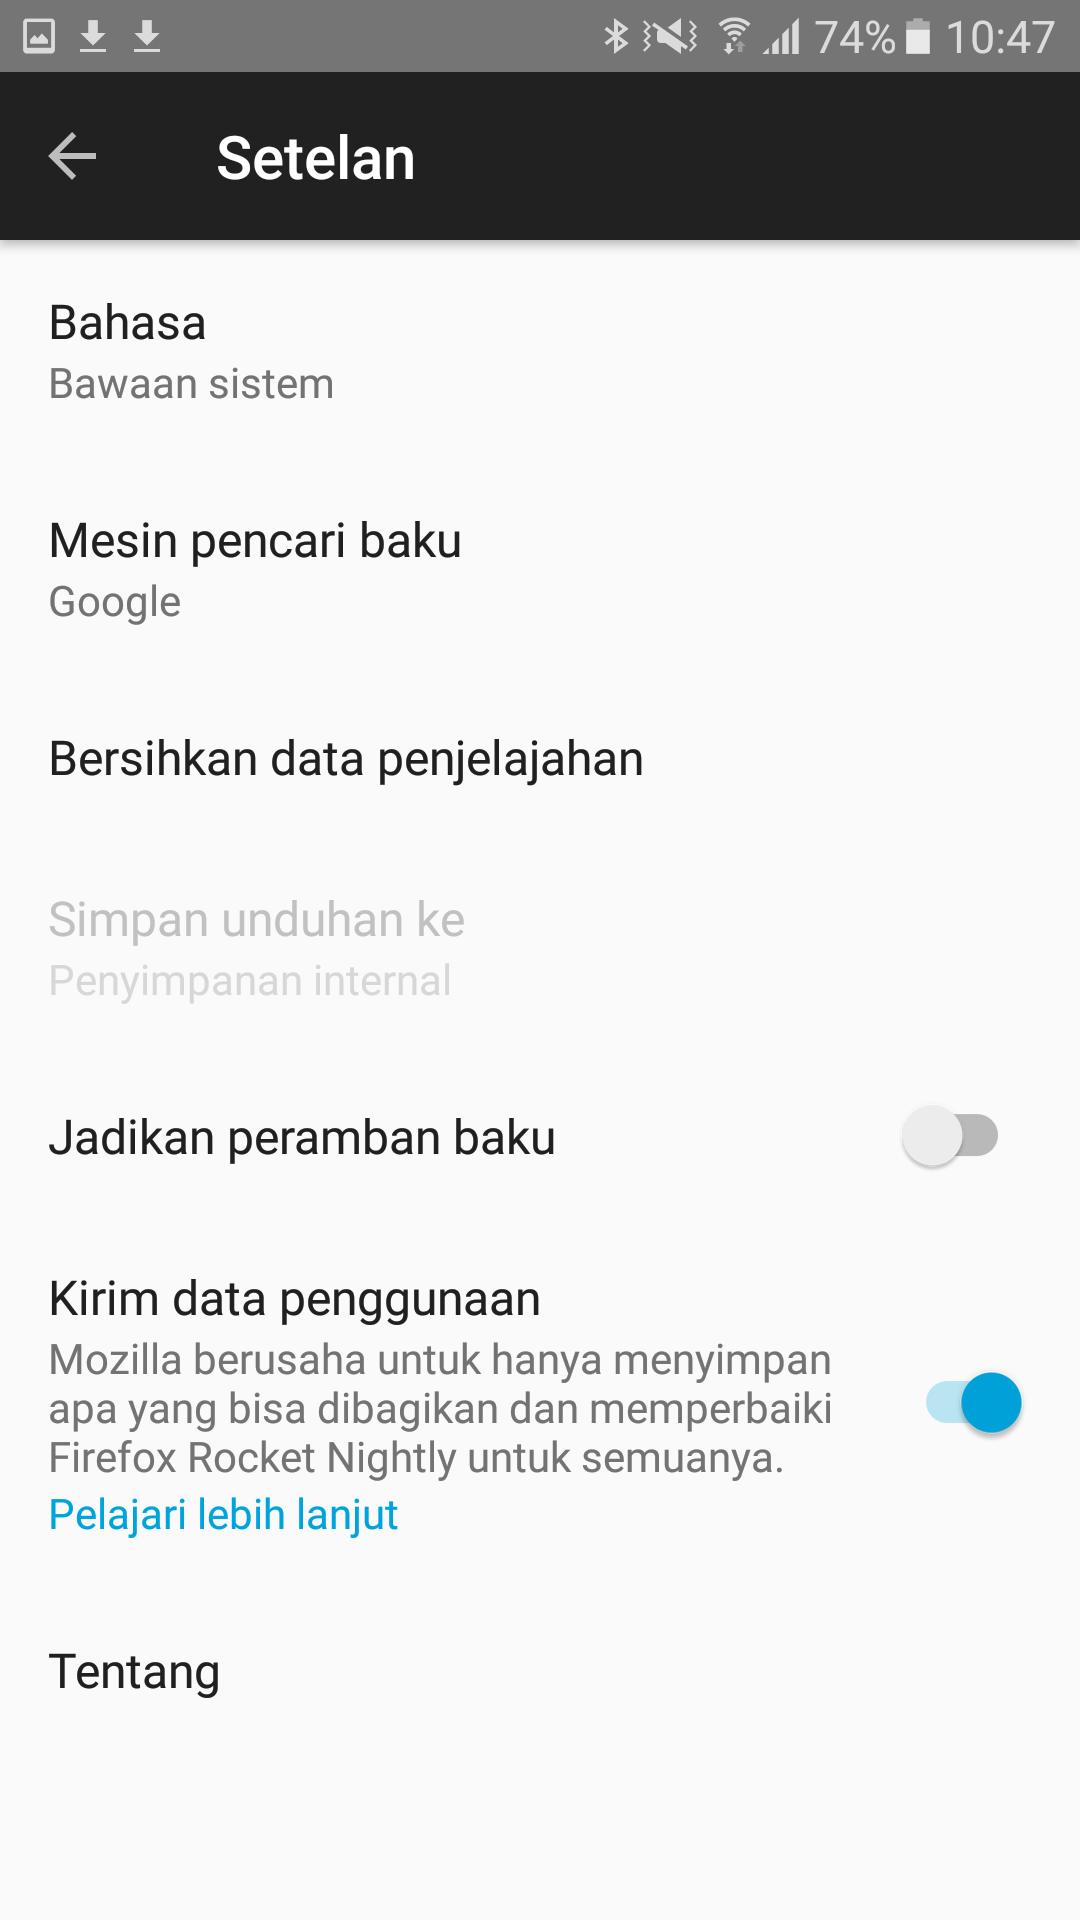 74% 10:47
Setelan
Bahasa
Bawaan sistem
Mesin pencari baku
Google
Bersihkan data penjelajahan
Simpan unduhan ke
Penyimpanan internal
Jadikan peramban baku
Kirim data penggunaan
Mozilla berusaha untuk hanya menyimpan
apa yang bisa dibagikan dan memperbaiki
Firefox Rocket Nightly untuk semuanya.
Pelajari lebih lanjut
Tentang